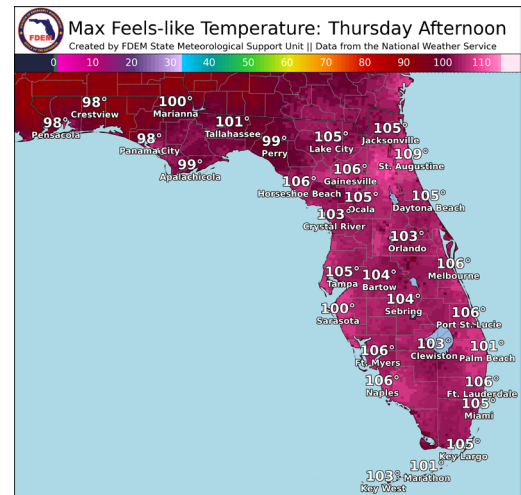 Max Feels-like Temperature: Thursday Afternoon
Created by FDEM State Meteorological Support Unit || Data from the National Weather Service
FDEM
0 10 20 30 40 50 60 70 80 90 100 110
98°
Crestview
100°
Marianna
98°
Pensacola
101°
Tallahassee
98°
Panama City
99°
Perry
105°
Lake City
105°
Jacksonville
99°
Apalachicola
109°
St. Augustine
106°
Gainesville
106°
Horseshoe Beach
105°
Ocala
105°
Daytona Beach
103°
Crystal River
103°
Orlando
106°
Melbourne
105°
Tampa
104°
Bartow
104°
Sebring
100°
Sarasota
106°
Port St. Lucie
103°
Clewiston
101°
Palm Beach
106°
Ft. Myers
106°
Naples
106°
Ft. Lauderdale
105°
Miami
105°
Key Largo
101°
Marathon
103°
Key West